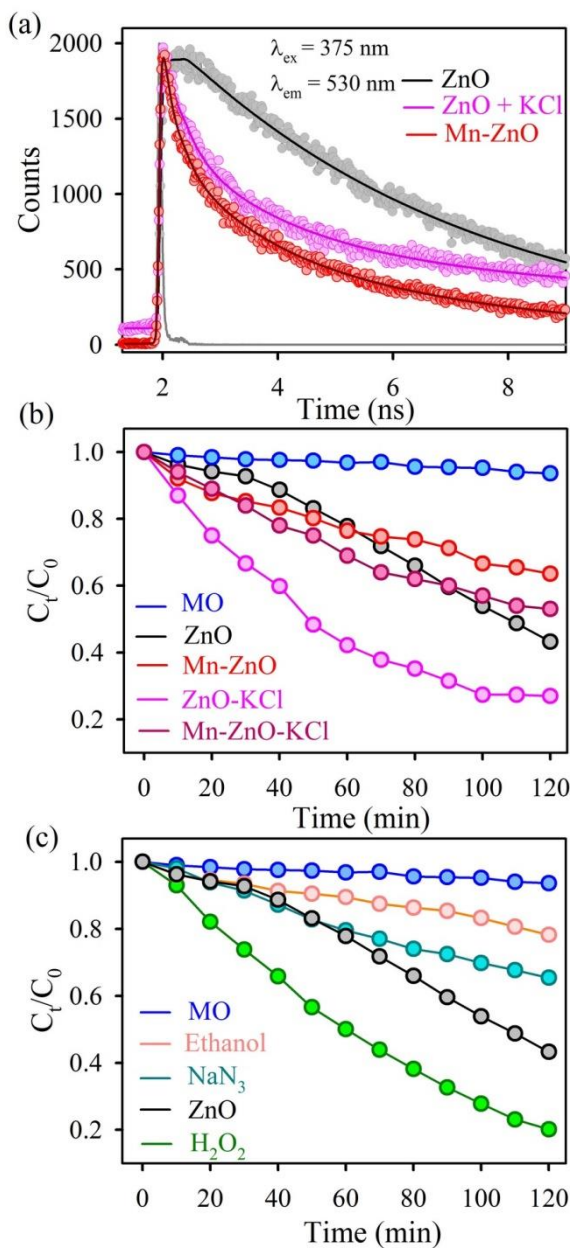 (a)
2000
1500
1000
500
0
Counts
λex = 375 nm
λem = 530 nm
ZnO
ZnO + KCl
Mn-ZnO
2 4 6 8
Time (ns)
(b)
1.0
0.8
0.6
0.4
0.2
Ct/C0
MO
ZnO
Mn-ZnO
ZnO-KCl
Mn-ZnO-KCl
0 20 40 60 80 100 120
Time (min)
(c)
1.0
0.8
0.6
0.4
0.2
Ct/C0
MO
Ethanol
NaN3
ZnO
H2O2
0 20 40 60 80 100 120
Time (min)